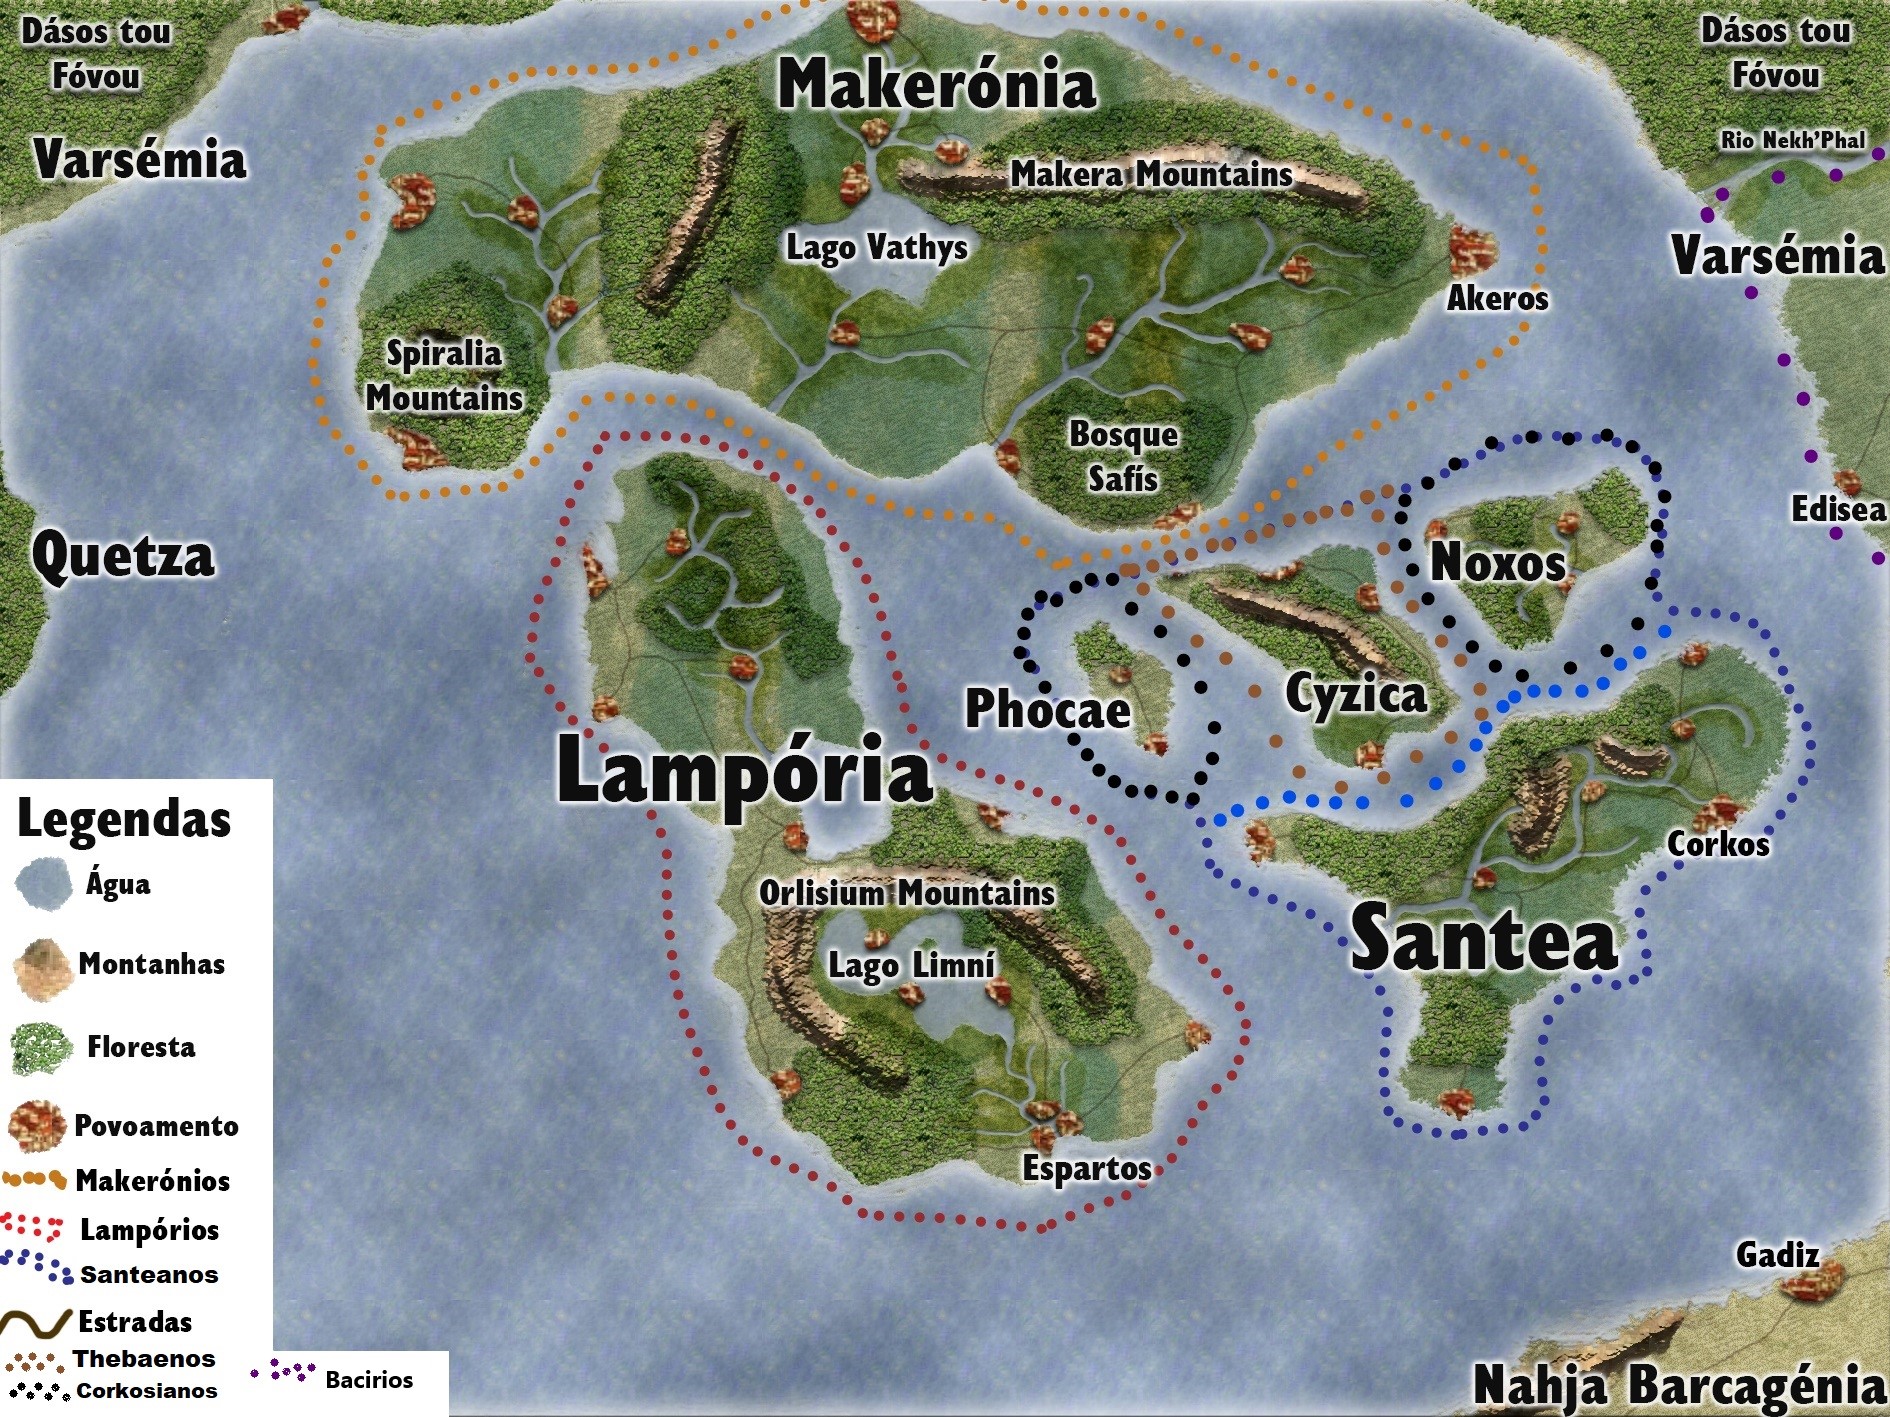 Dásos tou
Fóvou
Varsémia
Makerónia
Makera Mountains
Lago Vathys
Akeros
Dásos tou
Fóvou
Rio Nekh'Phal
Varsémia
Edisea
Spiralia
Mountains
Bosque
Safís
Quetza
Noxos
Phocae
Cyzica
Lampória
Corkos
Santea
Orlisium Mountains
Lago Limní
Espartos
Gadiz
Nahja Barcagénia
Legendas
Água
Montanhas
Floresta
Povoamento
Makerónios
Lampórios
Santeanos
Estradas
Thebaenos
Corkosianos
Bacirios